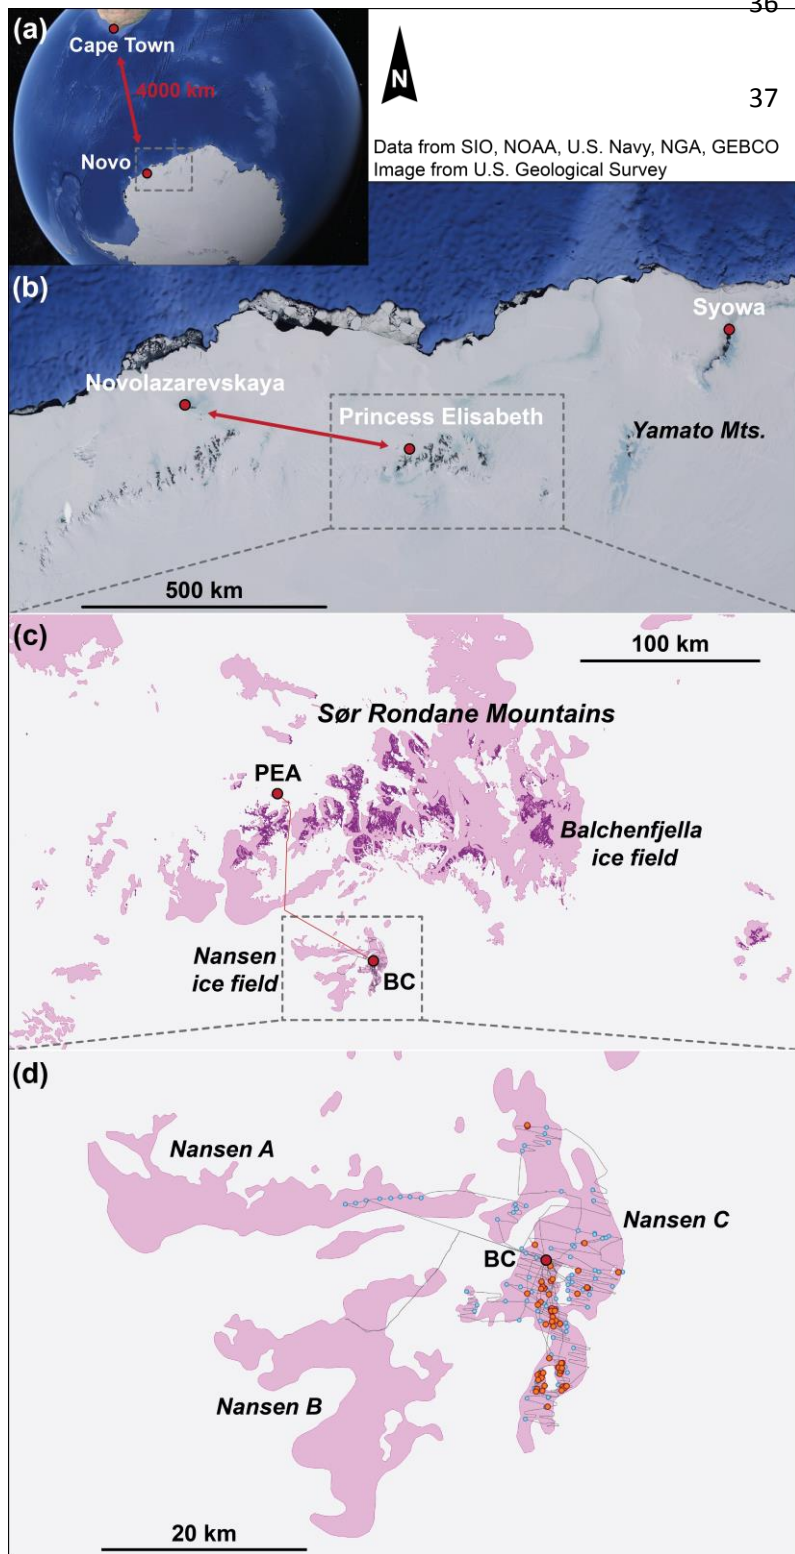 36
(a)
Cape Town
4000 km
Novo
N
37
Data from SIO, NOAA, U.S. Navy, NGA, GEBCO
Image from U.S. Geological Survey
(b)
Syowa
Novolazarevskaya
Princess Elisabeth
Yamato Mts.
500 km
(c)
100 km
Sør Rondane Mountains
PEA
Balchenfjella
ice field
Nansen
ice field
BC
(d)
Nansen A
Nansen C
BC
Nansen B
20 km